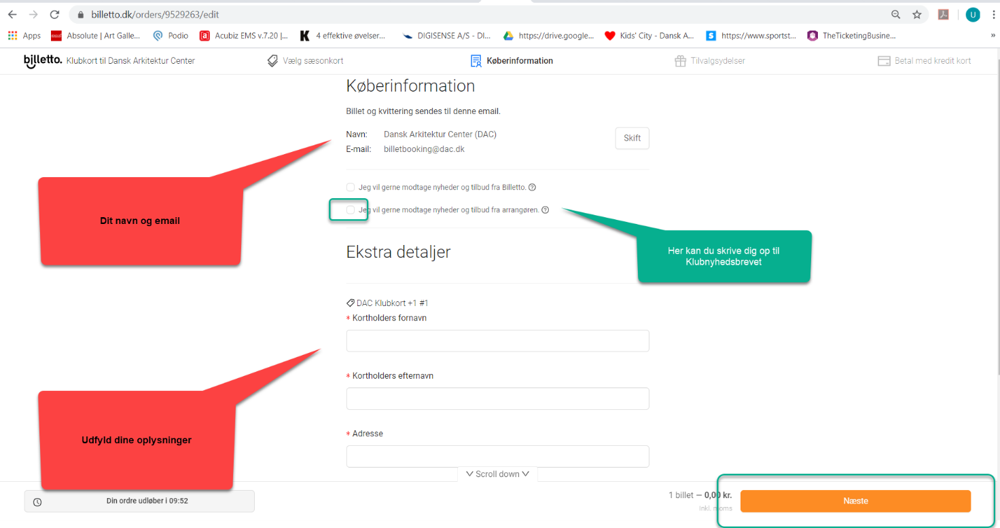 billetto.dk/orders/9529263/edit
U
Apps
Absolute | Art Galle...
Podio
Acubiz EMS v.7.20 |...
4 effektive øvelser...
DIGISENSE A/S - DI...
https://drive.google...
Kids' City - Dansk A...
https://www.sportst...
TheTicketingBusine...
»
billetto. Klubkort til Dansk Arkitektur Center
Vælg sæsonkort
Køberinformation
Tilvalgsydelser
Betal med kredit kort
Køberinformation
Billet og kvittering sendes til denne email.
Navn: Dansk Arkitektur Center (DAC)
E-mail: billetbooking@dac.dk
Skift
Jeg vil gerne modtage nyheder og tilbud fra Billetto.
Jeg vil gerne modtage nyheder og tilbud fra arrangøren.
Dit navn og email
Her kan du skrive dig op til
Klubnyhedsbrevet
Ekstra detaljer
DAC Klubkort +1 #1
* Kortholders fornavn
* Kortholders efternavn
Udfyld dine oplysninger
* Adresse
Scroll down
Din ordre udløber i 09:52
1 billet — 0,00 kr.
Inkl. moms
Næste